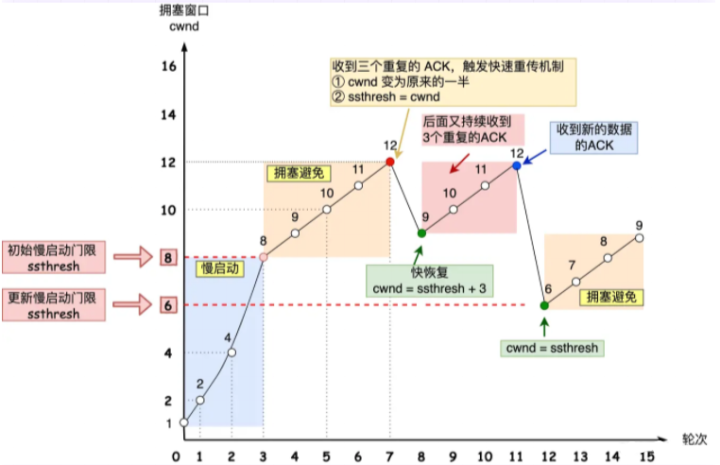 拥塞窗口
cwnd
16
14
12
10
8
6
4
2
1
收到三个重复的 ACK，触发快速重传机制
① cwnd 变为原来的一半
② ssthresh = cwnd
后面又持续收到
3个重复的ACK
收到新的数据
的ACK
初始慢启动门限
ssthresh
更新慢启动门限
ssthresh
慢启动
拥塞避免
2
4
8
9
10
11
12
9
10
11
12
6
7
8
9
快恢复
cwnd = ssthresh + 3
拥塞避免
cwnd = ssthresh
0 1 2 3 4 5 6 7 8 9 10 11 12 13 14 15
轮次